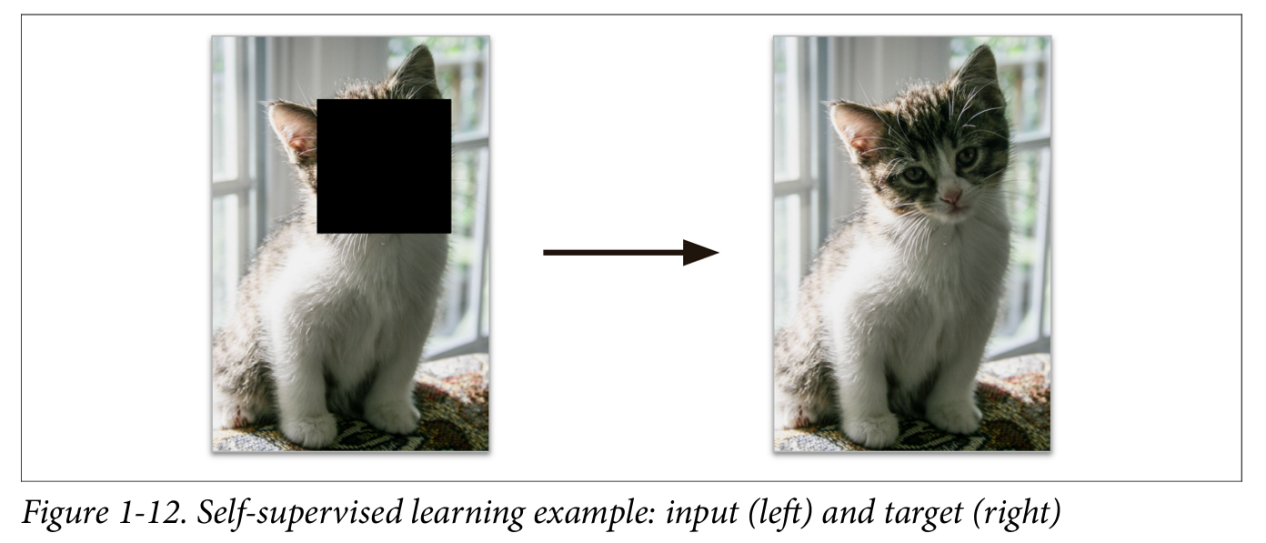 Figure 1-12. Self-supervised learning example: input (left) and target (right)